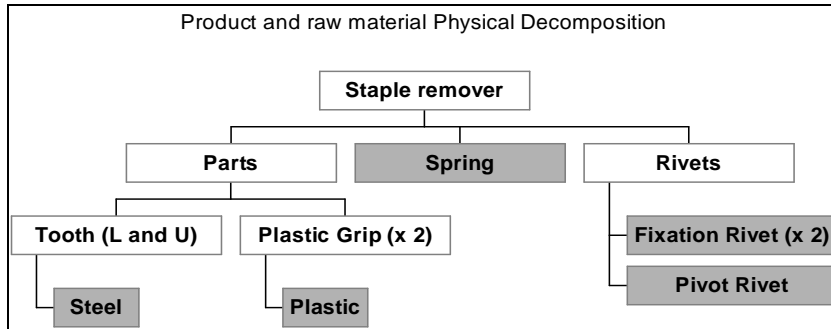 Product and raw material Physical Decomposition
Staple remover
Parts
Spring
Rivets
Tooth (L and U)
Plastic Grip (x 2)
Fixation Rivet (x 2)
Steel
Plastic
Pivot Rivet